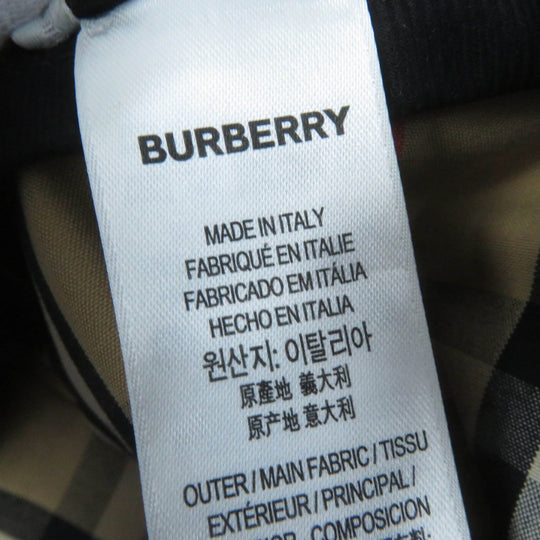 BURBERRY
MADE IN ITALY
FABRIQUÉ EN ITALIE
FABRICADO EM ITÁLIA
HECHO EN ITALIA
원산지: 이탈리아
原產地 義大利
原产地 意大利
OUTER / MAIN FABRIC / TISSU
EXTÉRIEUR / PRINCIPAL /
COMPOSICION